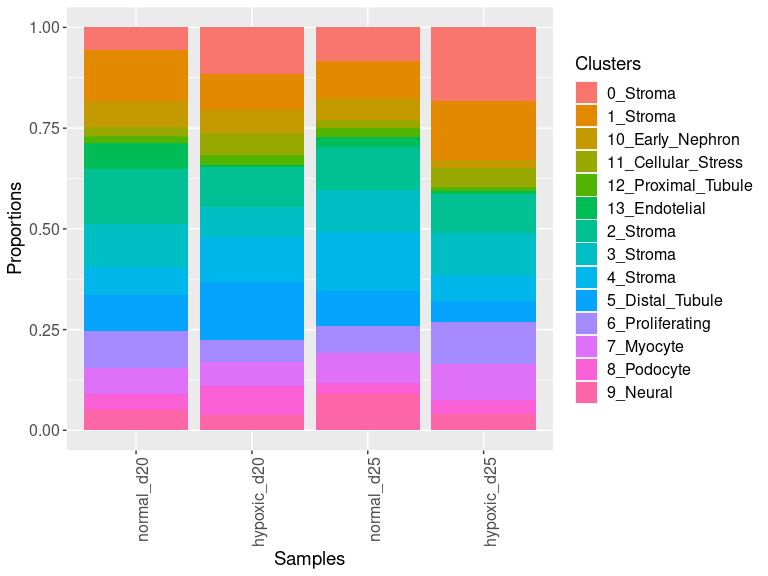 Proportions
1.00
0.75
0.50
0.25
0.00
normal_d20
hypoxic_d20
normal_d25
hypoxic_d25
Samples
Clusters
0_Stroma
1_Stroma
10_Early_Nephron
11_Cellular_Stress
12_Proximal_Tubule
13_Endotelial
2_Stroma
3_Stroma
4_Stroma
5_Distal_Tubule
6_Proliferating
7_Myocyte
8_Podocyte
9_Neural